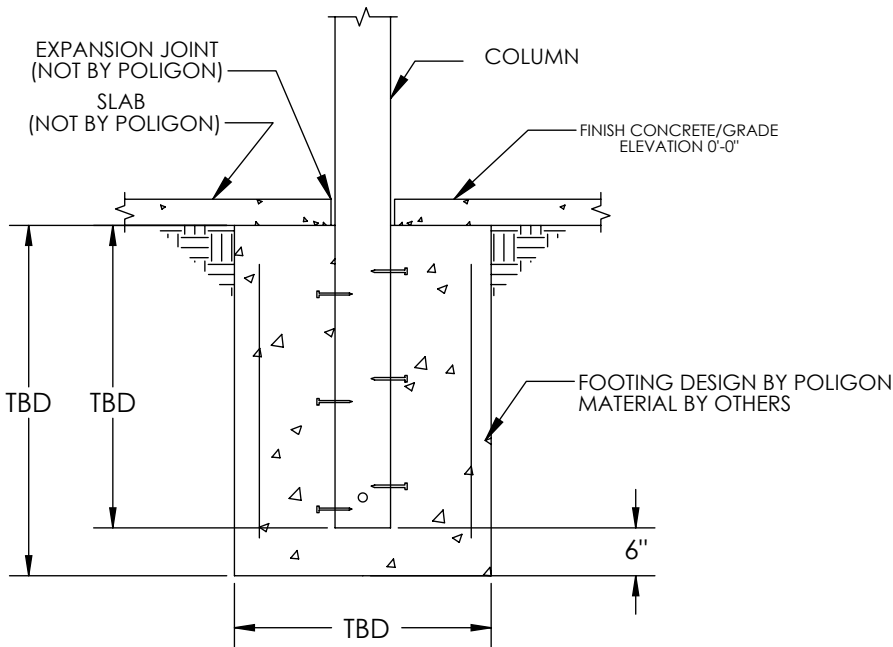 EXPANSION JOINT
(NOT BY POLIGON)
SLAB
(NOT BY POLIGON)
COLUMN
FINISH CONCRETE/GRADE
ELEVATION 0'-0"
TBD
TBD
FOOTING DESIGN BY POLIGON
MATERIAL BY OTHERS
6"
TBD